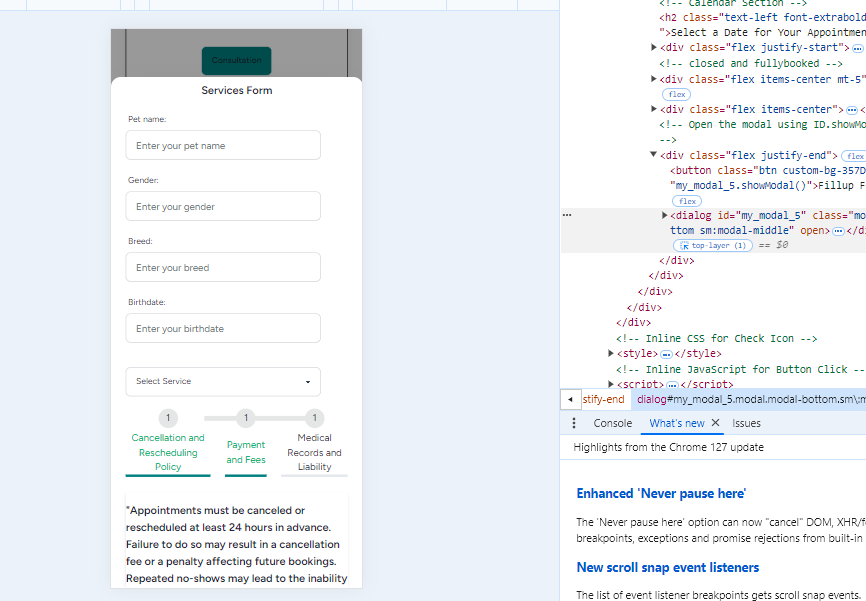 Consultation
Services Form
Pet name:
Enter your pet name
Gender:
Enter your gender
Breed:
Enter your breed
Birthdate:
Enter your birthdate
Select Service
1
1
1
Cancellation and
Rescheduling
Policy
Payment
and Fees
Medical
Records and
Liability
"Appointments must be canceled or
rescheduled at least 24 hours in advance.
Failure to do so may result in a cancellation
fee or a penalty affecting future bookings.
Repeated no-shows may lead to the inability
<!-- Calendar Section -->
<h2 class="text-left font-extrabold
">Select a Date for Your Appointmen
<div class="flex justify-start">
<!-- closed and fullybooked -->
<div class="flex items-center mt-5"
flex
<div class="flex items-center"> … <
<!-- Open the modal using ID.showMo
-->
<div class="flex justify-end"> flex
<button class="btn custom-bg-357D
"my_modal_5.showModal()">Fillup F
flex
… <dialog id="my_modal_5" class="mo
ttom sm:modal-middle" open> … </di
top-layer (1) == $0
</div>
</div>
</div>
</div>
</div>
<!-- Inline CSS for Check Icon -->
<style> … </style>
<!-- Inline JavaScript for Button Click --
<script> … </script>
stify-end dialog#my_modal_5.modal.modal-bottom.sm\:m
Console What's new Issues
Highlights from the Chrome 127 update
Enhanced 'Never pause here'
The 'Never pause here' option can now "cancel" DOM, XHR/f
breakpoints, exceptions and promise rejections from built-in
New scroll snap event listeners
The list of event listener breakpoints gets scroll snap events.